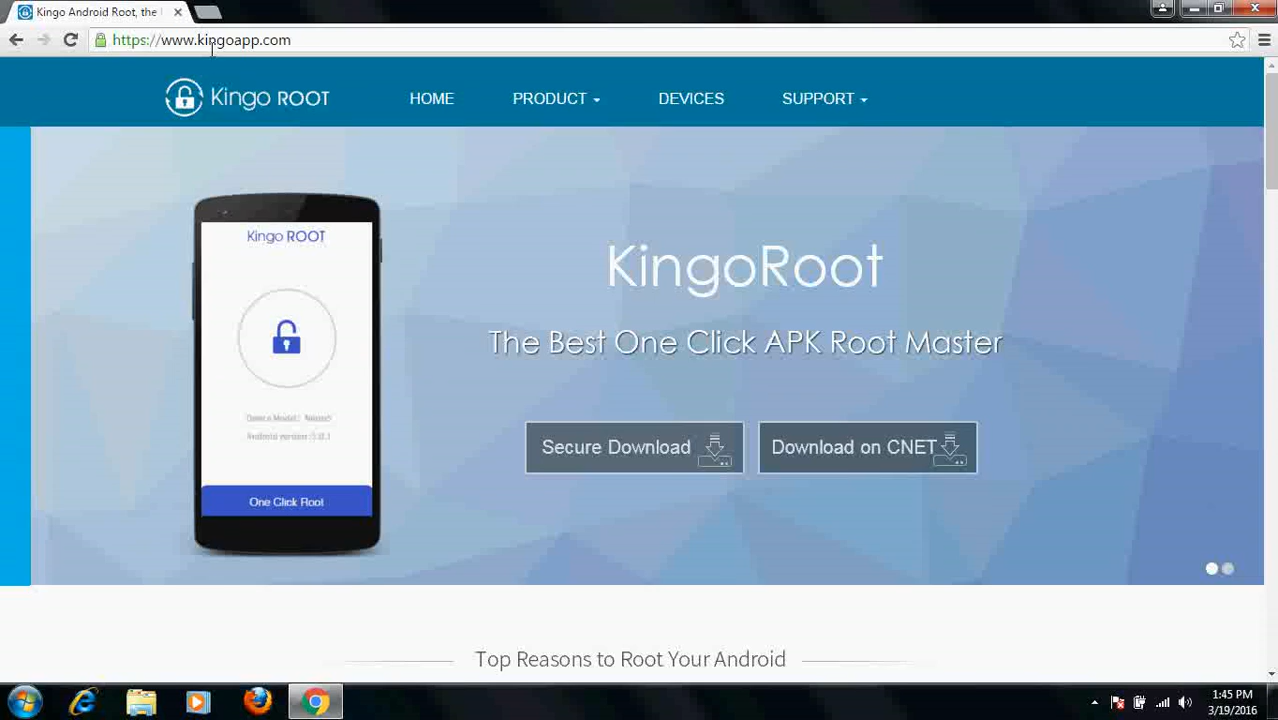 Kingo Android Root, the
https://www.kingoapp.com
Kingo ROOT
HOME
PRODUCT
DEVICES
SUPPORT
Kingo ROOT
One Click Root
KingoRoot
The Best One Click APK Root Master
Secure Download
Download on CNET
Top Reasons to Root Your Android
1:45 PM
3/19/2016